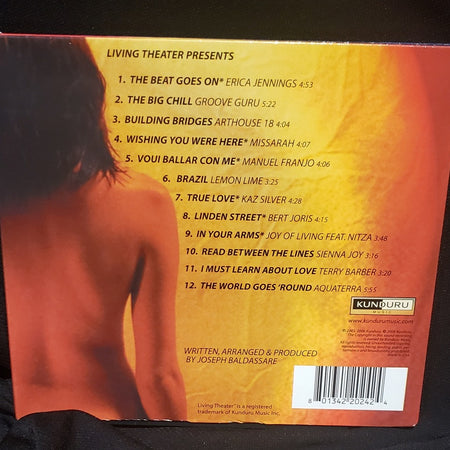 LIVING THEATER PRESENTS
1. THE BEAT GOES ON* ERICA JENNINGS 4:53
2. THE BIG CHILL GROOVE GURU 5:22
3. BUILDING BRIDGES ARTHOUSE 18 4:04
4. WISHING YOU WERE HERE* MISSARAH 4:07
5. VOUI BALLAR CON ME* MANUEL FRANJO 4:06
6. BRAZIL LEMON LIME 3:25
7. TRUE LOVE* KAZ SILVER 4:28
8. LINDEN STREET* BERT JORIS 4:15
9. IN YOUR ARMS* JOY OF LIVING FEAT. NITZA 3:48
10. READ BETWEEN THE LINES SIENNA JOY 3:16
11. I MUST LEARN ABOUT LOVE TERRY BARBER 3:20
12. THE WORLD GOES 'ROUND AQUATERRA 5:55
KUNDURU
MUSIC
www.kundurumusic.com
WRITTEN, ARRANGED & PRODUCED
BY JOSEPH BALDASSARE
Living Theater® is a registered
trademark of Kunduru Music Inc.
8 01342 20242 4